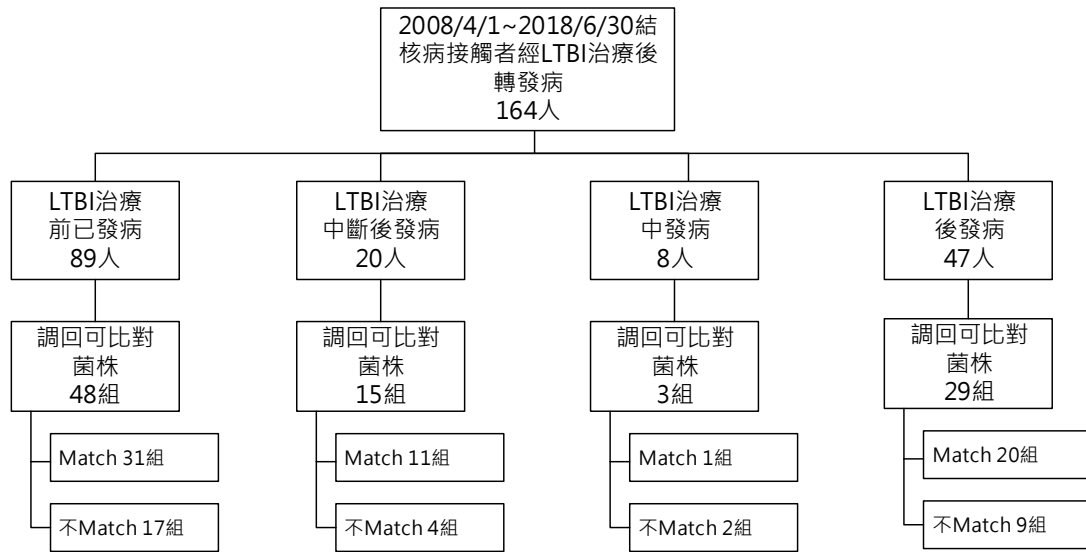 2008/4/1~2018/6/30結
核病接觸者經LTBI治療後
轉發病
164人
LTBI治療
前已發病
89人
LTBI治療
中斷後發病
20人
LTBI治療
中發病
8人
LTBI治療
後發病
47人
調回可比對
菌株
48組
調回可比對
菌株
15組
調回可比對
菌株
3組
調回可比對
菌株
29組
Match 31組
Match 11組
Match 1組
Match 20組
不Match 17組
不Match 4組
不Match 2組
不Match 9組